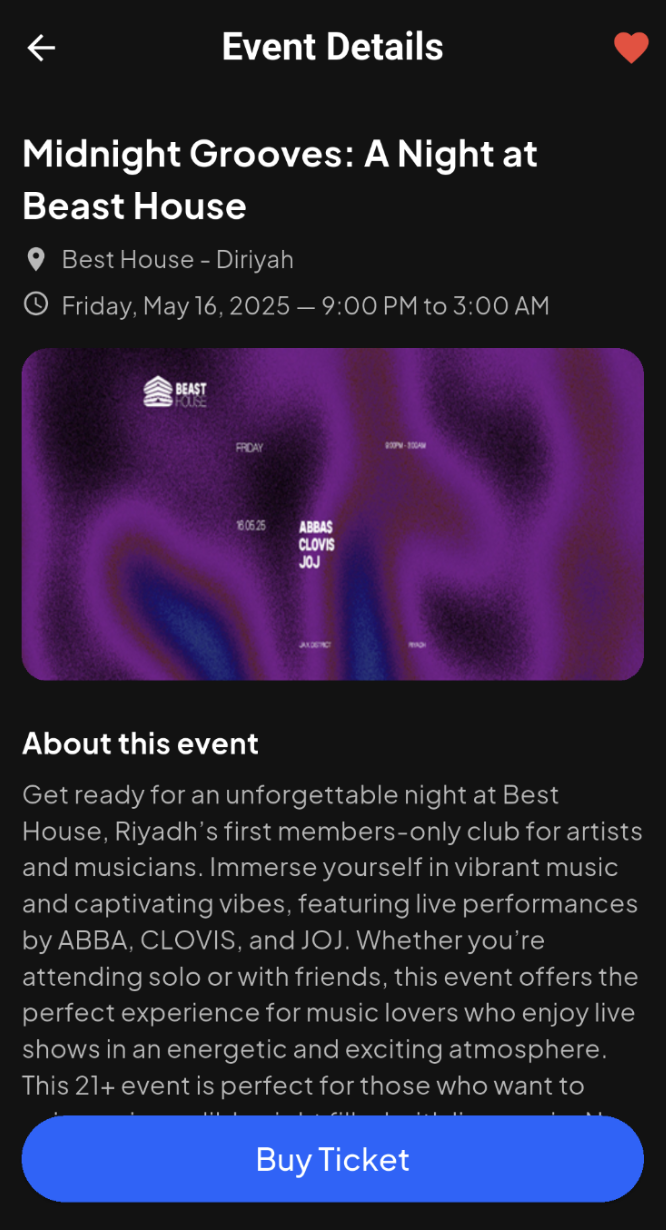 Event Details
Midnight Grooves: A Night at
Beast House
Best House - Diriyah
Friday, May 16, 2025 — 9:00 PM to 3:00 AM
BEAST
HOUSE
FRIDAY
9:00PM - 3:00AM
16.05.25
ABBAS
CLOVIS
JOJ
JAX DISTRICT
RIYADH
About this event
Get ready for an unforgettable night at Best
House, Riyadh’s first members-only club for artists
and musicians. Immerse yourself in vibrant music
and captivating vibes, featuring live performances
by ABBA, CLOVIS, and JOJ. Whether you’re
attending solo or with friends, this event offers the
perfect experience for music lovers who enjoy live
shows in an energetic and exciting atmosphere.
This 21+ event is perfect for those who want to
Buy Ticket